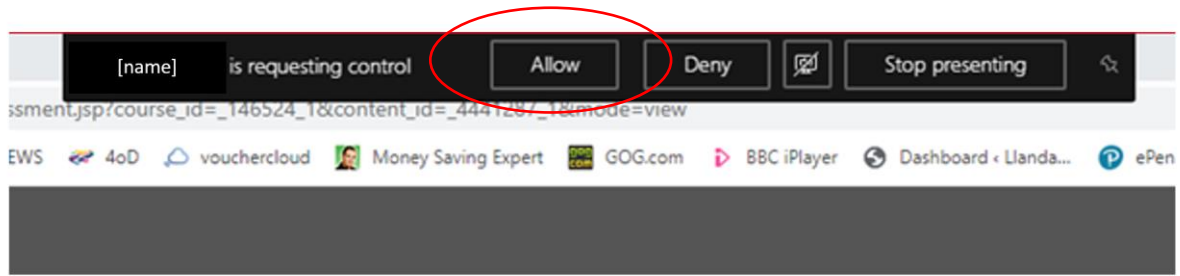 [name] is requesting control Allow Deny Stop presenting
ssment.jsp?course_id=_146524_1&content_id=_4441287_1&mode=view
EWS 4oD vouchercloud Money Saving Expert GOG.com BBC iPlayer Dashboard ‹ Llanda... ePen